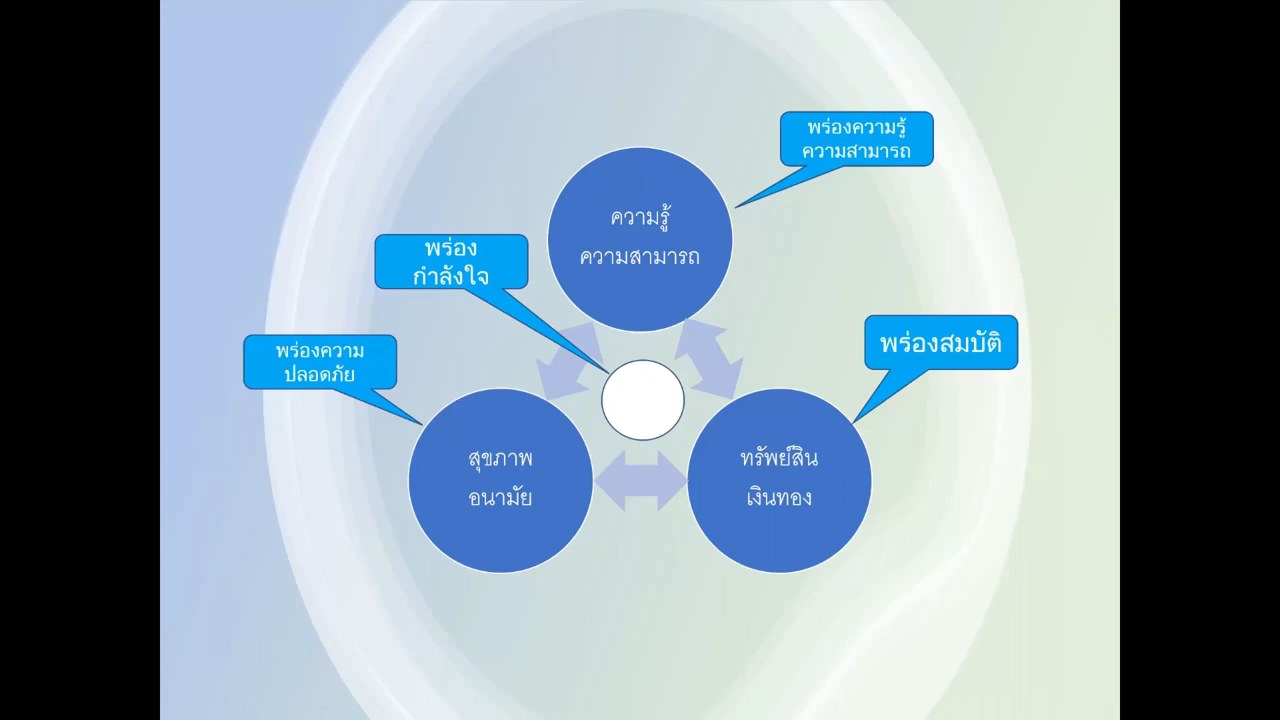 พร่องความรู้
ความสามารถ
ความรู้
ความสามารถ
พร่อง
กำลังใจ
พร่องความ
ปลอดภัย
พร่องสมบัติ
สุขภาพ
อนามัย
ทรัพย์สิน
เงินทอง